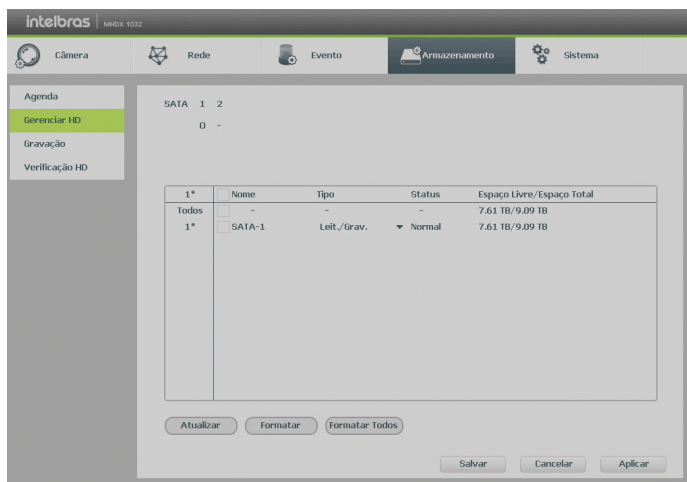 intelbras MHDX 1032
Câmera Rede Evento Armazenamento Sistema
Agenda
Gerenciar HD
Gravação
Verificação HD
SATA 1 2
O -
1* Nome Tipo Status Espaço Livre/Espaço Total
Todos - - - 7.61 TB/9.09 TB
1* SATA-1 Leit./Grav. Normal 7.61 TB/9.09 TB
Atualizar Formatar Formatar Todos
Salvar Cancelar Aplicar